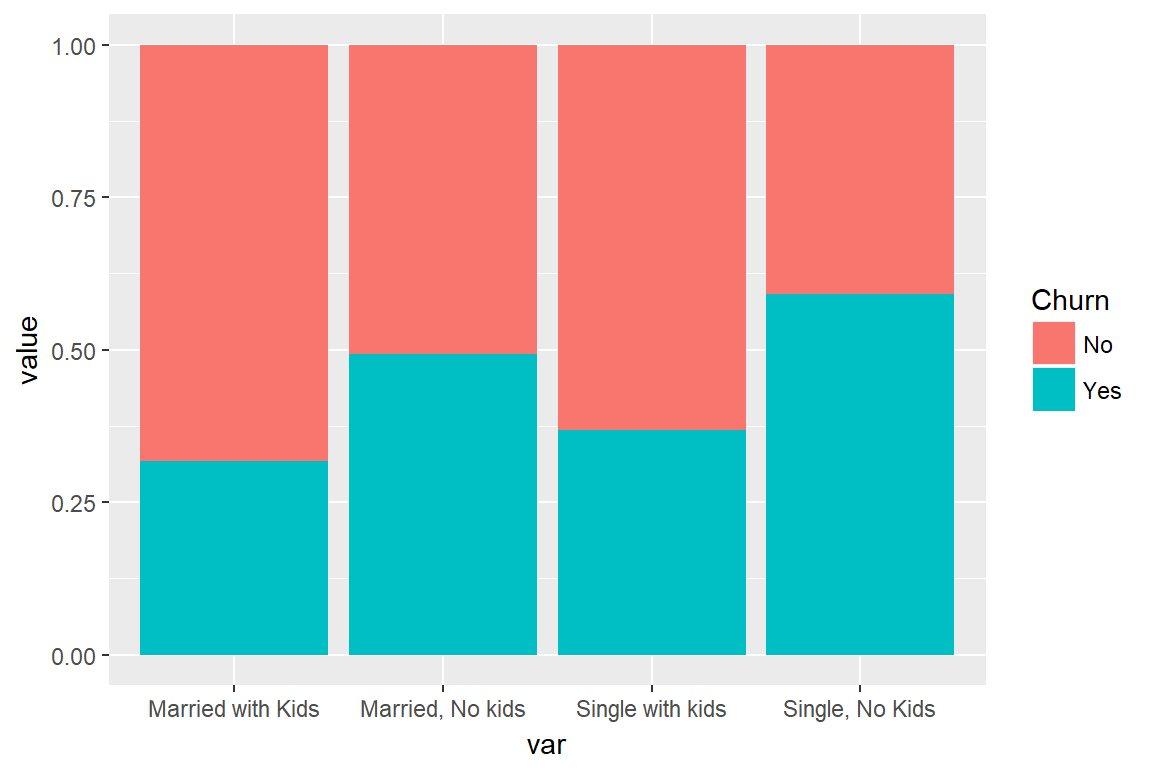 1.00
0.75
0.50
0.25
0.00
value
Married with Kids
Married, No kids
Single with kids
Single, No Kids
var
Churn
No
Yes